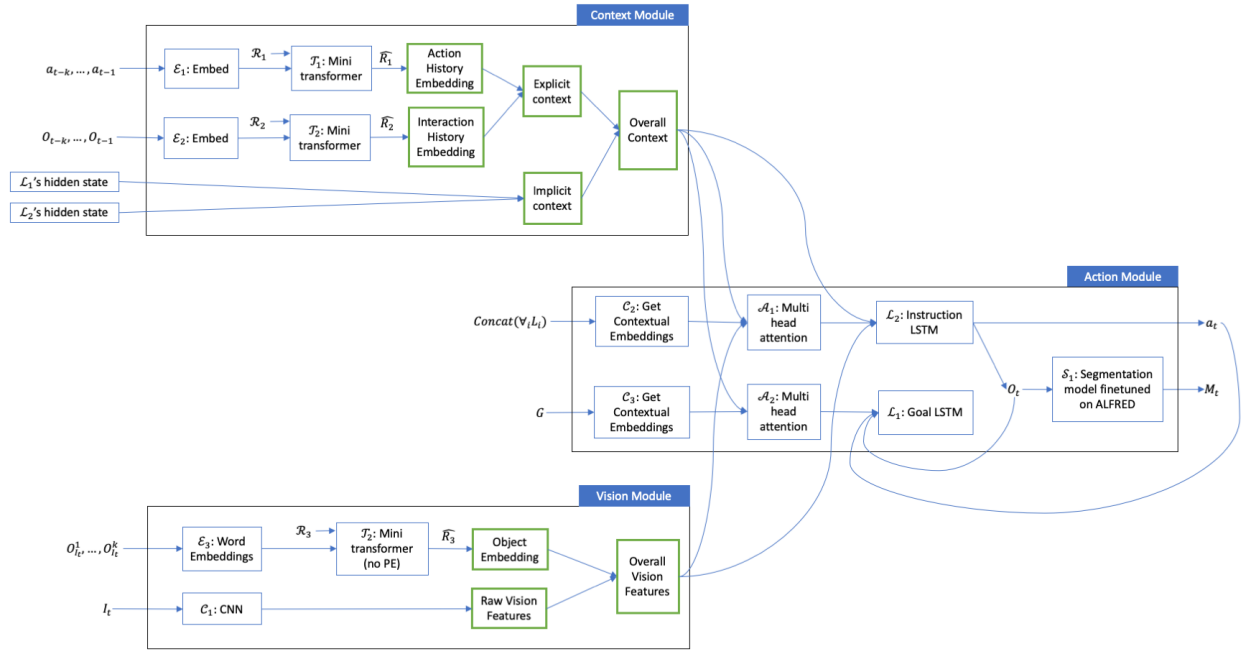 Context Module
a_{t-k}, ..., a_{t-1}
ℰ₁: Embed
ℛ₁
𝒯₁: Mini
transformer
R̂₁
Action
History
Embedding
Explicit
context
Overall
Context
O_{t-k}, ..., O_{t-1}
ℰ₂: Embed
ℛ₂
𝒯₂: Mini
transformer
R̂₂
Interaction
History
Embedding
ℒ₁'s hidden state
ℒ₂'s hidden state
Implicit
context
Action Module
Concat(∀ᵢLᵢ)
𝒞₂: Get
Contextual
Embeddings
𝒜₁: Multi
head
attention
ℒ₂: Instruction
LSTM
a_t
G
𝒞₃: Get
Contextual
Embeddings
𝒜₂: Multi
head
attention
ℒ₁: Goal LSTM
O_t
𝒮₁: Segmentation
model finetuned
on ALFRED
M_t
Vision Module
O^1_{I_t}, ..., O^k_{I_t}
ℰ₃: Word
Embeddings
ℛ₃
𝒯₂: Mini
transformer
(no PE)
R̂₃
Object
Embedding
Overall
Vision
Features
I_t
𝒞₁: CNN
Raw Vision
Features